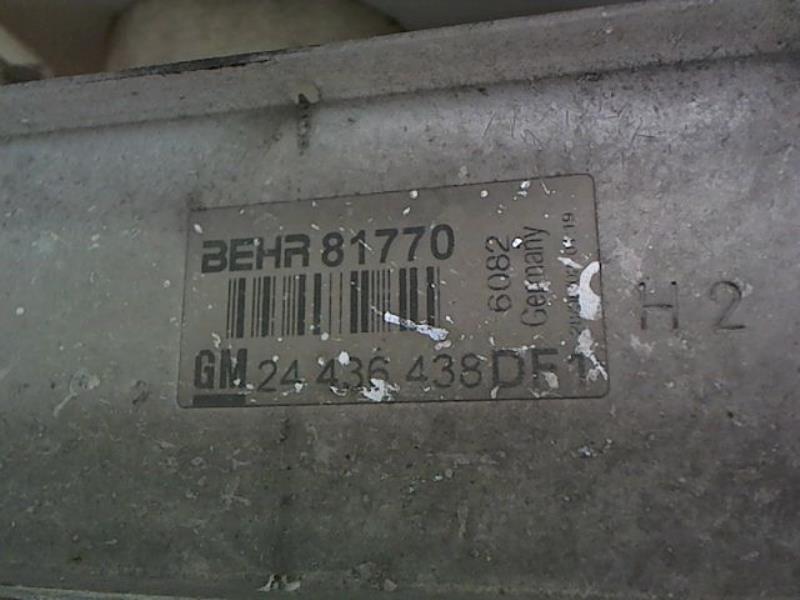 BEHR 81770
GM 24 436 438 DF1
6082
Germany
H 2